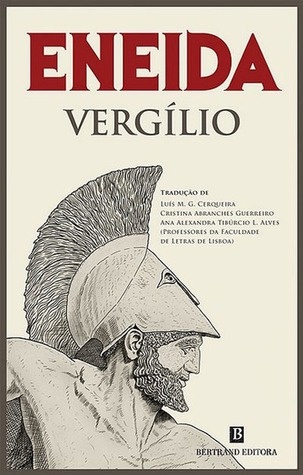 ENEIDA
VERGÍLIO
TRADUÇÃO DE
LUÍS M. G. CERQUEIRA
CRISTINA ABRANCHES GUERREIRO
ANA ALEXANDRA TIBÚRCIO L. ALVES
(PROFESSORES DA FACULDADE
DE LETRAS DE LISBOA)
B
BERTRAND EDITORA